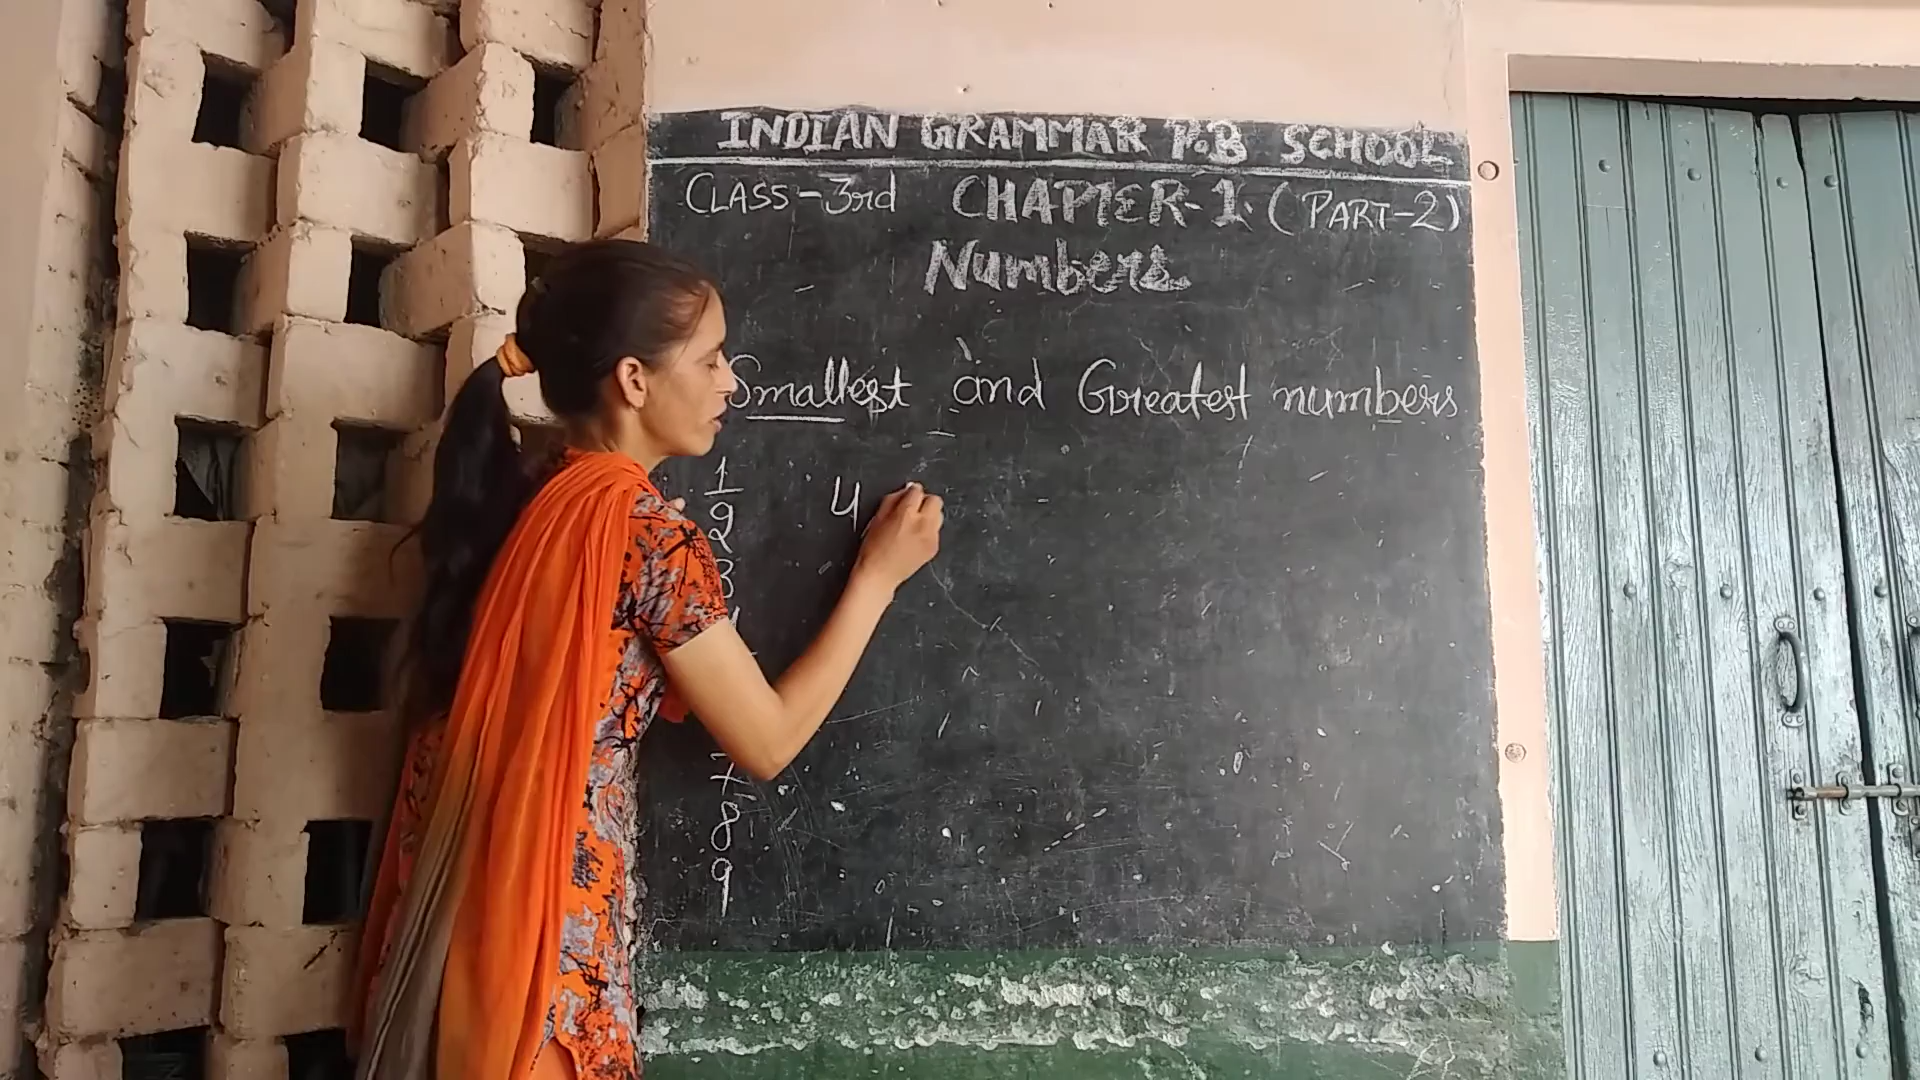 INDIAN GRAMMAR P.B SCHOOL
CLASS-3rd CHAPTER-1 (PART-2)
Numbers
Smallest and Greatest numbers
1 4
2
3
7
8
9